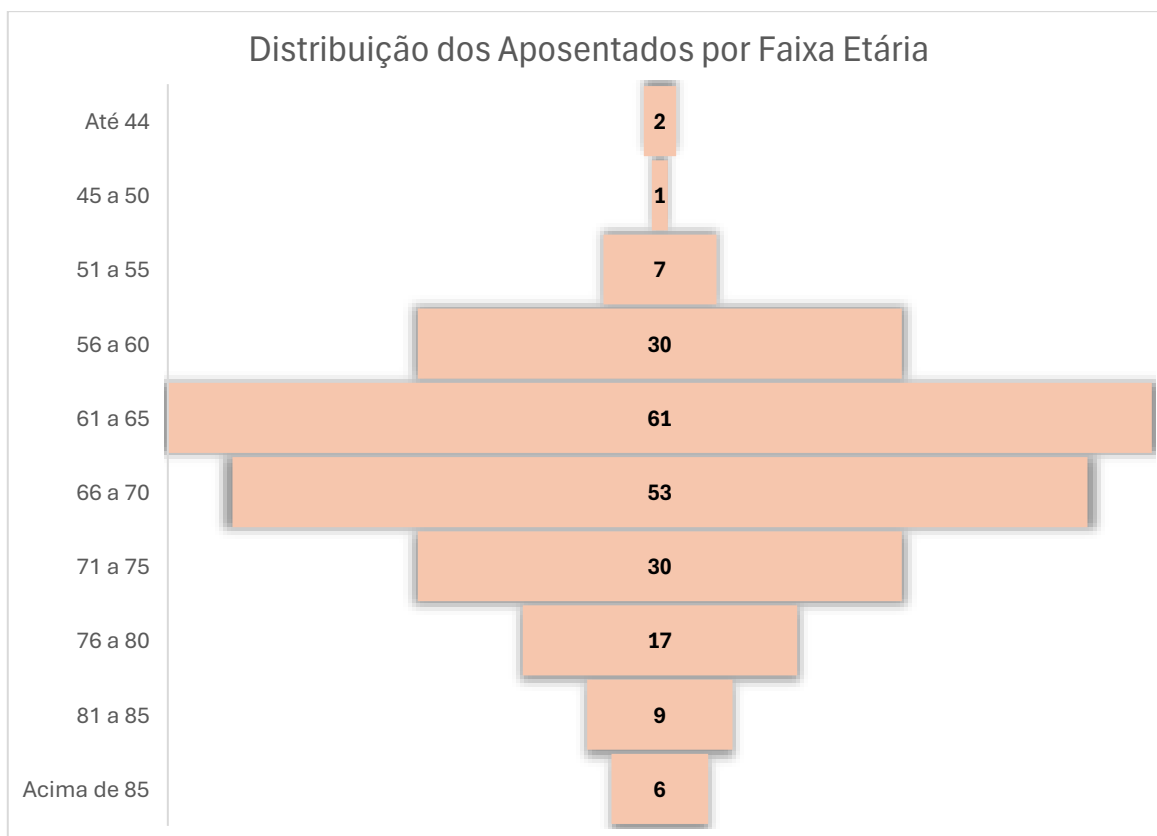 Distribuição dos Aposentados por Faixa Etária
Até 44
2
45 a 50
1
51 a 55
7
56 a 60
30
61 a 65
61
66 a 70
53
71 a 75
30
76 a 80
17
81 a 85
9
Acima de 85
6